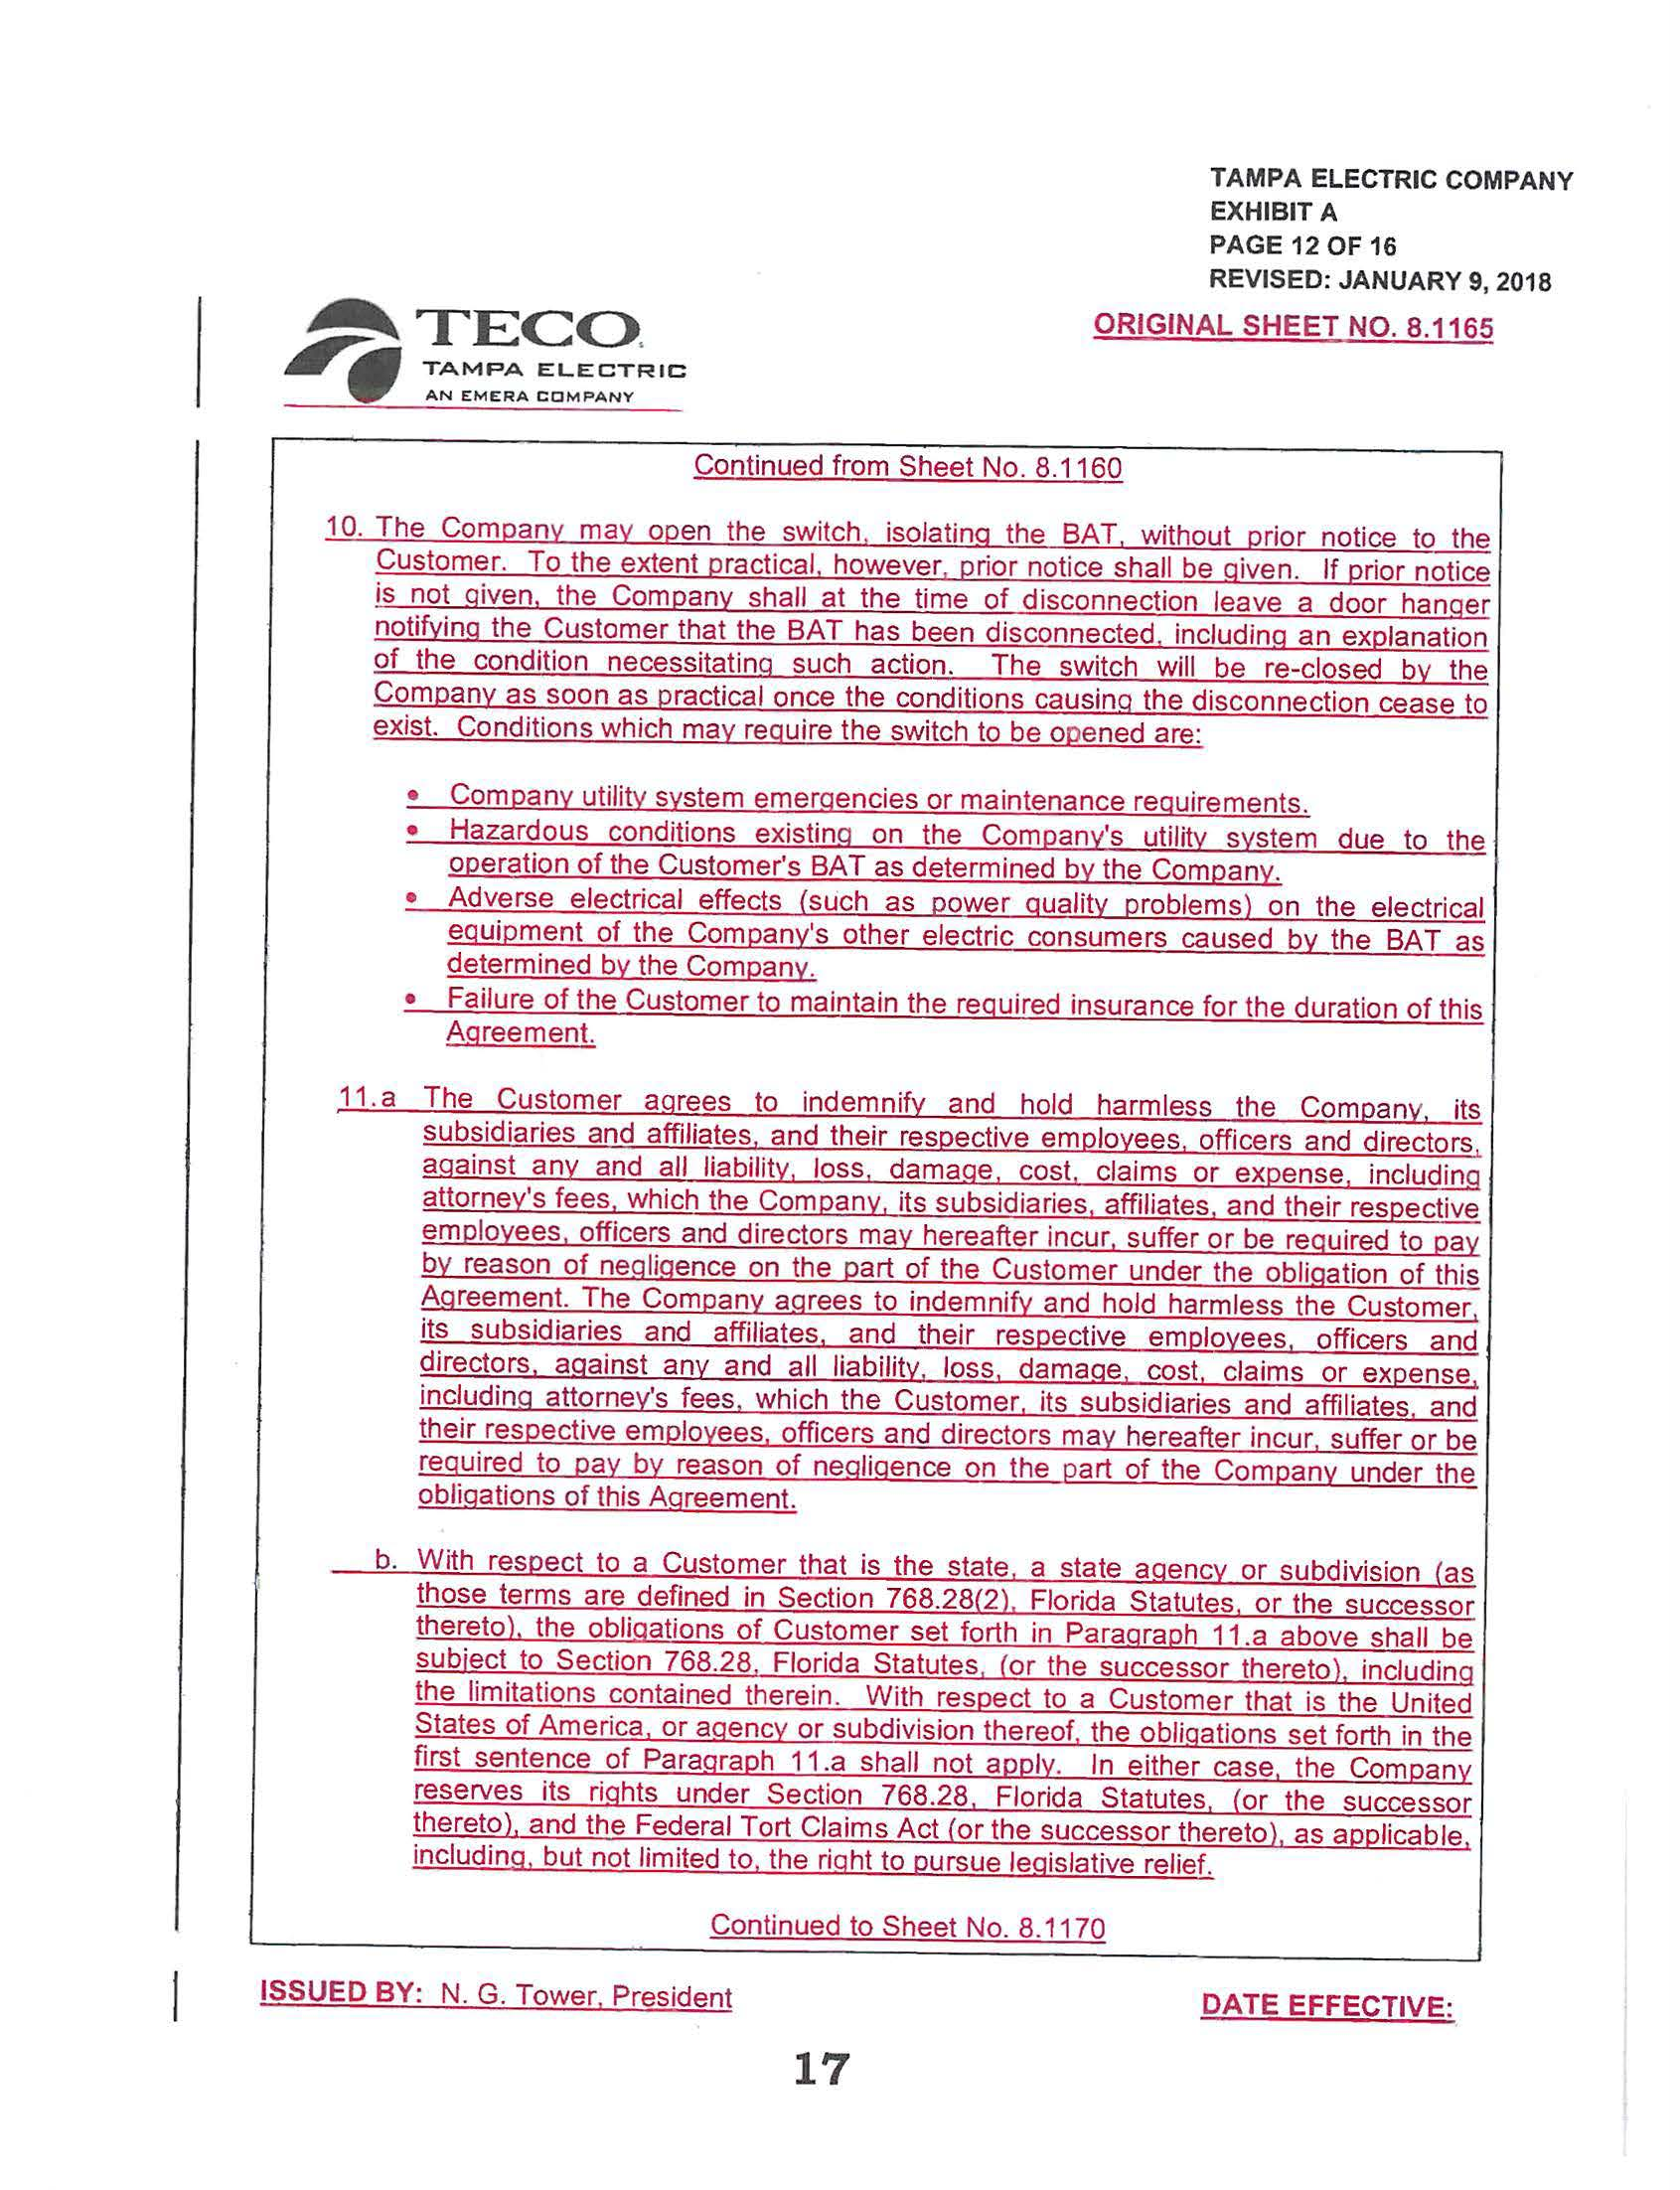 TAMPA ELECTRIC COMPANY
EXHIBIT A
PAGE 12 OF 16
REVISED: JANUARY 9, 2018
ORIGINAL SHEET NO. 8.1165
TECO.
TAMPA ELECTRIC
AN EMERA COMPANY
Continued from Sheet No. 8.1160
10. The Company may open the switch, isolating the BAT, without prior notice to the
Customer. To the extent practical, however, prior notice shall be given. If prior notice
is not given, the Company shall at the time of disconnection leave a door hanger
notifying the Customer that the BAT has been disconnected, including an explanation
of the condition necessitating such action. The switch will be re-closed by the
Company as soon as practical once the conditions causing the disconnection cease to
exist. Conditions which may require the switch to be opened are:
• Company utility system emergencies or maintenance requirements.
• Hazardous conditions existing on the Company's utility system due to the
operation of the Customer's BAT as determined by the Company.
• Adverse electrical effects (such as power quality problems) on the electrical
equipment of the Company's other electric consumers caused by the BAT as
determined by the Company.
• Failure of the Customer to maintain the required insurance for the duration of this
Agreement.
11.a The Customer agrees to indemnify and hold harmless the Company, its
subsidiaries and affiliates, and their respective employees, officers and directors,
against any and all liability, loss, damage, cost, claims or expense, including
attorney's fees, which the Company, its subsidiaries, affiliates, and their respective
employees, officers and directors may hereafter incur, suffer or be required to pay
by reason of negligence on the part of the Customer under the obligation of this
Agreement. The Company agrees to indemnify and hold harmless the Customer,
its subsidiaries and affiliates, and their respective employees, officers and
directors, against any and all liability, loss, damage, cost, claims or expense,
including attorney's fees, which the Customer, its subsidiaries and affiliates, and
their respective employees, officers and directors may hereafter incur, suffer or be
required to pay by reason of negligence on the part of the Company under the
obligations of this Agreement.
b. With respect to a Customer that is the state, a state agency or subdivision (as
those terms are defined in Section 768.28(2), Florida Statutes, or the successor
thereto), the obligations of Customer set forth in Paragraph 11.a above shall be
subject to Section 768.28, Florida Statutes, (or the successor thereto), including
the limitations contained therein. With respect to a Customer that is the United
States of America, or agency or subdivision thereof, the obligations set forth in the
first sentence of Paragraph 11.a shall not apply. In either case, the Company
reserves its rights under Section 768.28, Florida Statutes, (or the successor
thereto), and the Federal Tort Claims Act (or the successor thereto), as applicable,
including, but not limited to, the right to pursue legislative relief.
Continued to Sheet No. 8.1170
ISSUED BY: N. G. Tower, President
DATE EFFECTIVE:
17